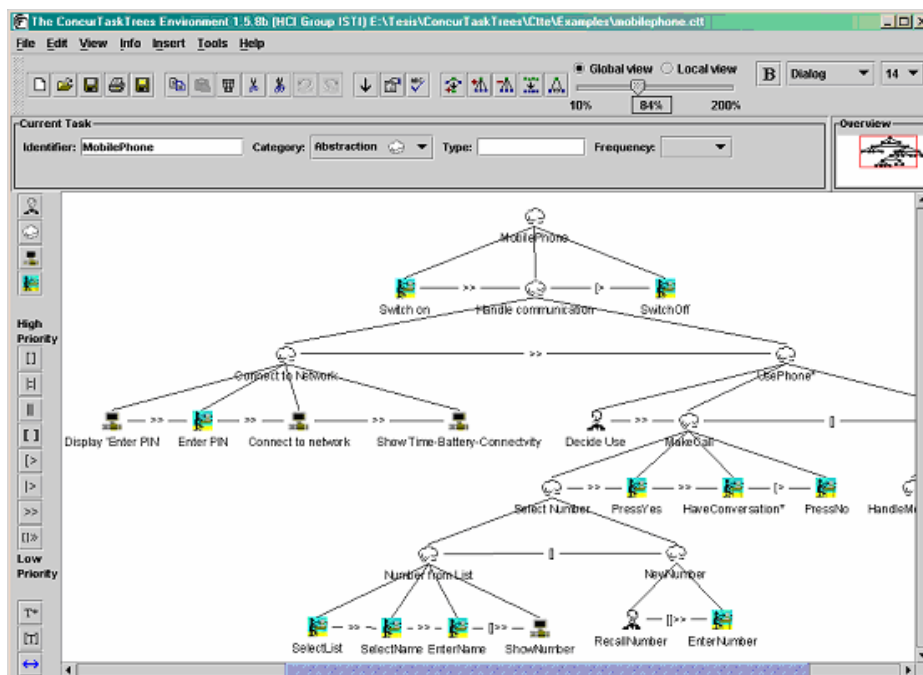 The ConcurTaskTrees Environment 1.5.8b (HCI Group ISTI) E:\Tesis\ConcurTaskTrees\Ctte\Examples\mobilephone.ctt
File Edit View Info Insert Tools Help
Global view Local view
10% 84% 200%
B Dialog 14
Current Task
Overview
Identifier: MobilePhone Category: Abstraction Type: Frequency:
MobilePhone
>> [>
Switch on Handle communication SwitchOff
High
Priority
[]
|=|
|||
[ ]
[>
|>
>>
[]>>
Low
Priority
T*
[T]
>>
Connect to Network UsePhone*
>> >> >> >> []
Display 'Enter PIN Enter PIN Connect to network Show Time-Battery-Connectvity Decide Use MakeCall
>> >> [>
Select Number PressYes HaveConversation* PressNo HandleMe
[]
Number from List NewNumber
>> >> []>> []>>
SelectList SelectName EnterName ShowNumber RecallNumber EnterNumber